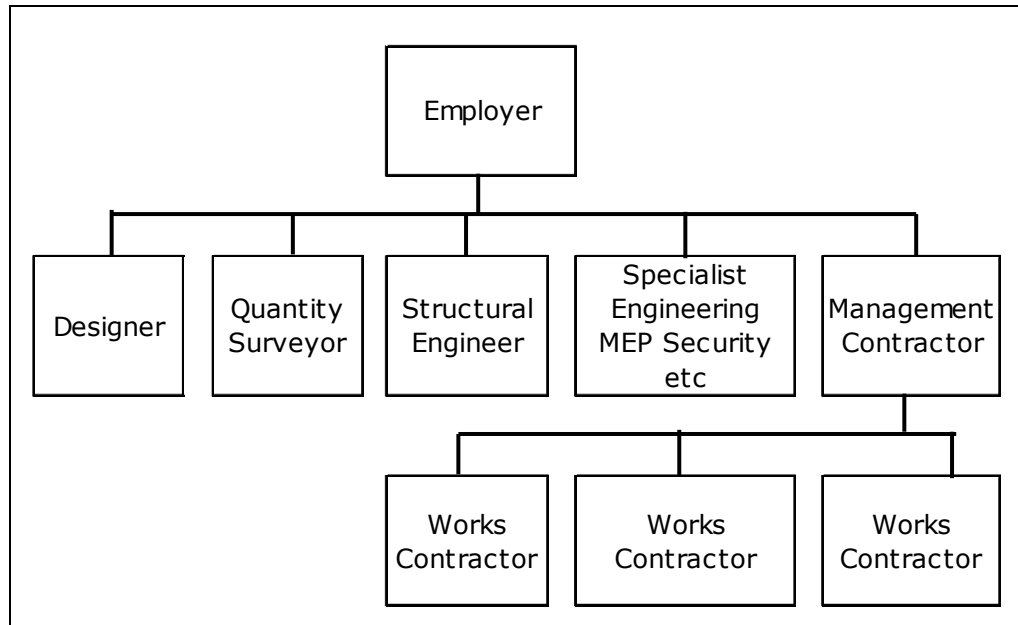 Employer
Designer
Quantity
Surveyor
Structural
Engineer
Specialist
Engineering
MEP Security
etc
Management
Contractor
Works
Contractor
Works
Contractor
Works
Contractor